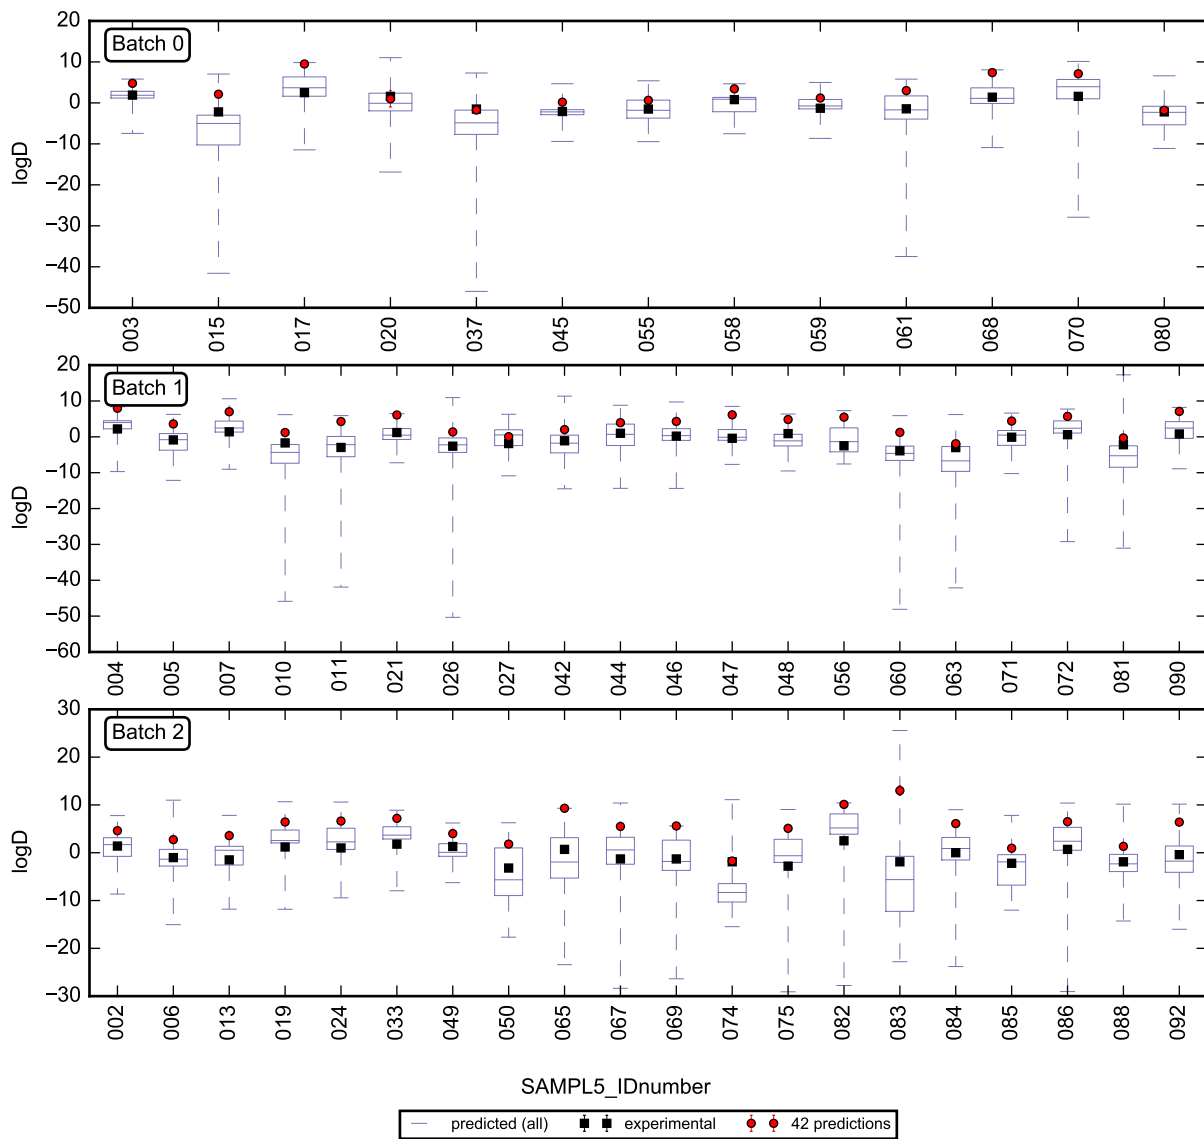 20
Batch 0
10
0
−10
−20
−30
−40
−50
logD
003 015 017 020 037 045 055 058 059 061 068 070 080
20
Batch 1
10
0
−10
−20
−30
−40
−50
−60
logD
004 005 007 010 011 021 026 027 042 044 046 047 048 056 060 063 071 072 081 090
30
Batch 2
20
10
0
−10
−20
−30
logD
002 006 013 019 024 033 049 050 065 067 069 074 075 082 083 084 085 086 088 092
SAMPL5_IDnumber
predicted (all) experimental 42 predictions